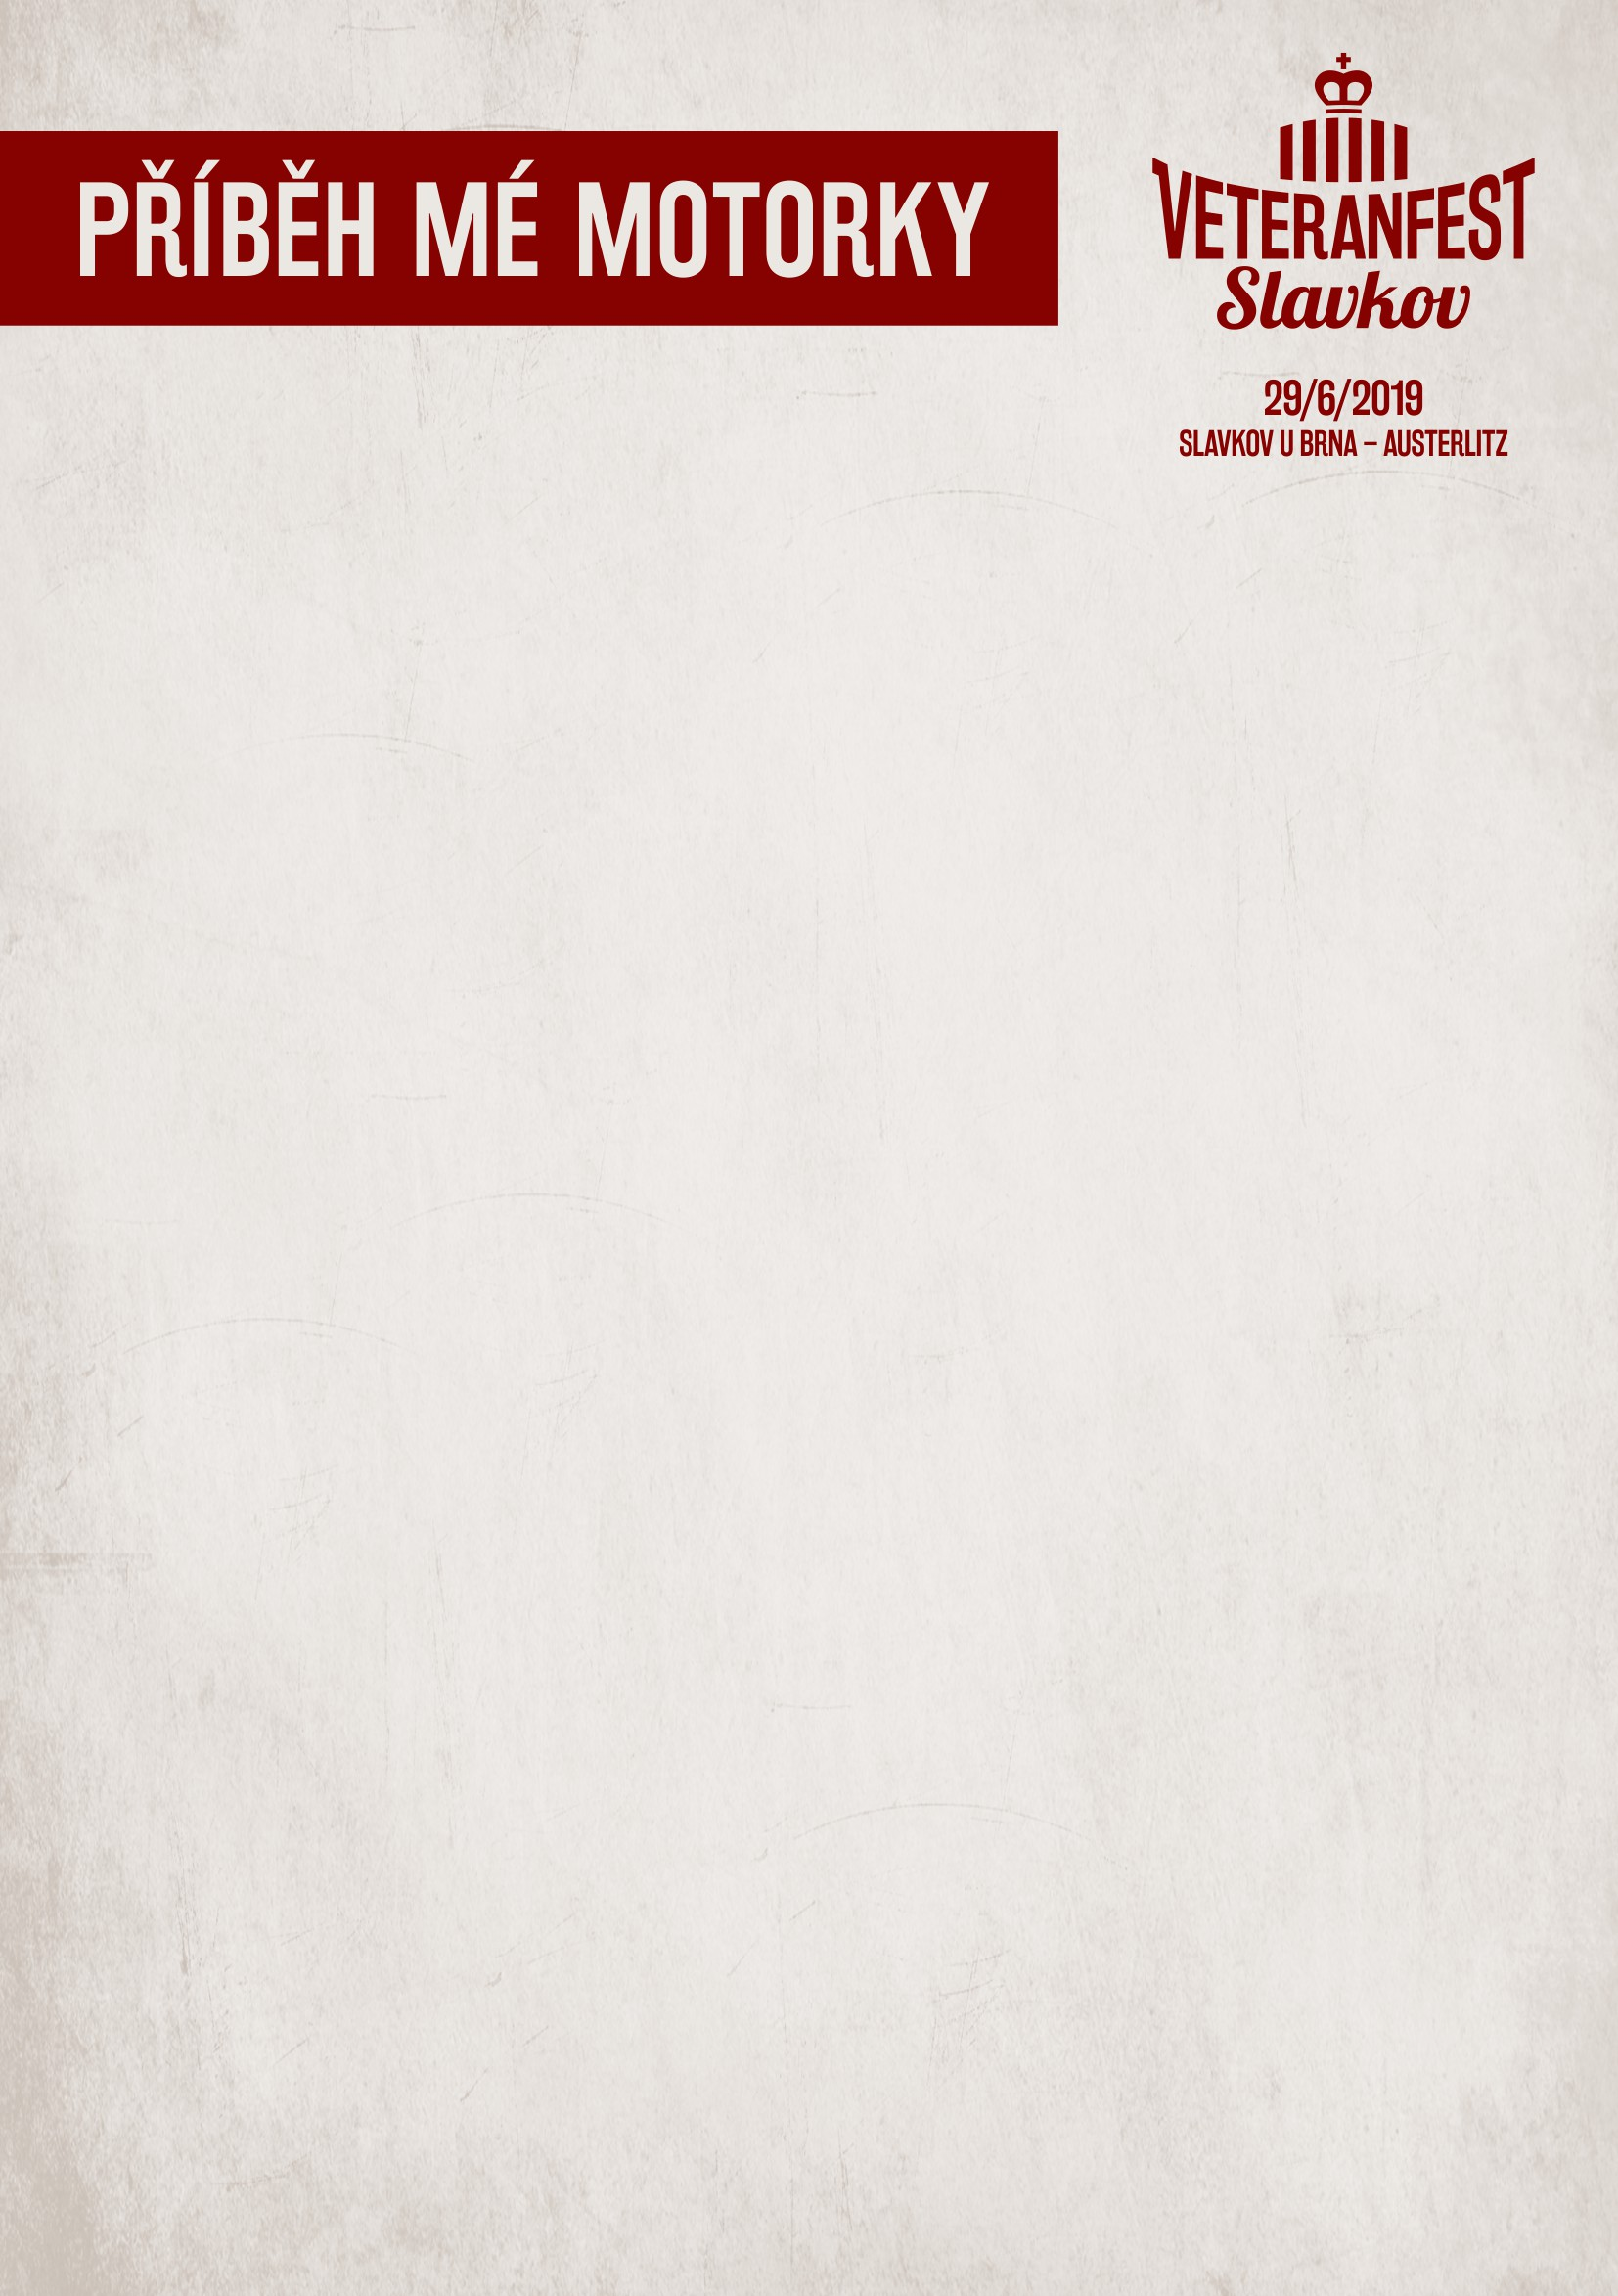 PŘÍBĚH MÉ MOTORKY
VETERANFEST
Slavkov
29/6/2019
SLAVKOV U BRNA – AUSTERLITZ